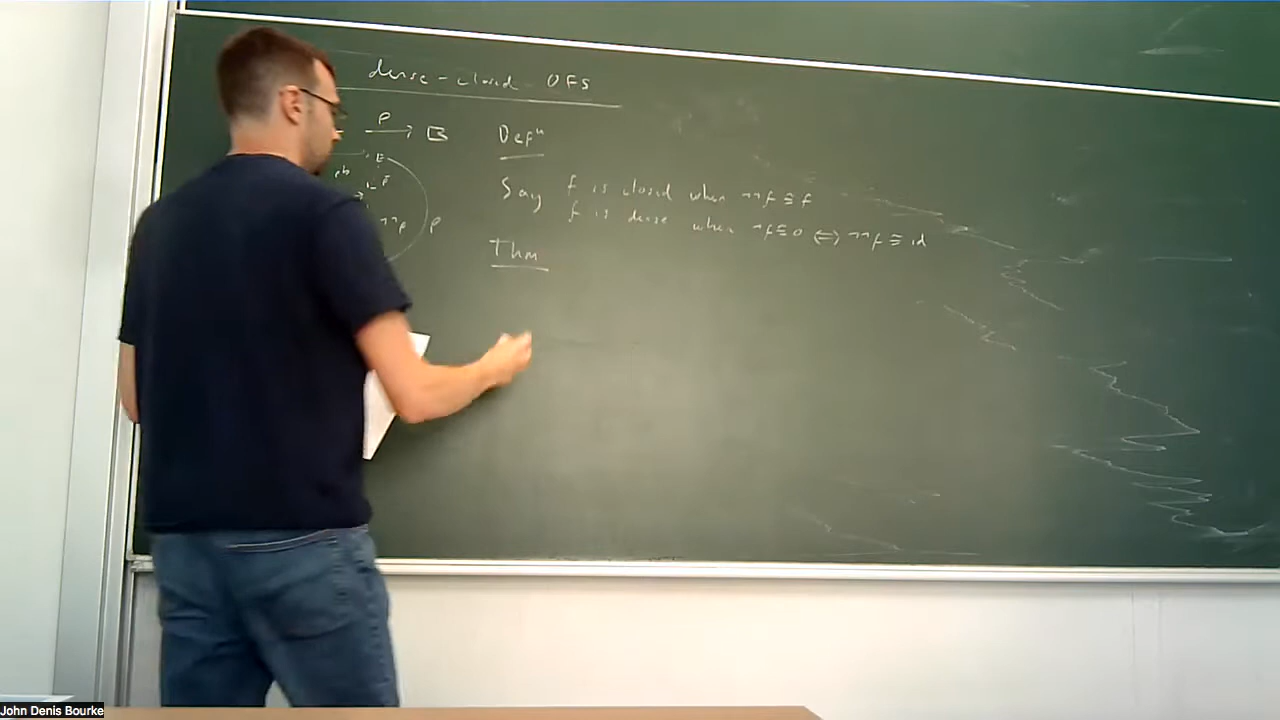 dense-closed OFS
P
B
Defⁿ
E
Say f is closed when ¬¬f ≅ f
f is dense when ¬f ≅ 0 ⇔ ¬¬f ≅ id
¬¬p p
Thm
John Denis Bourke